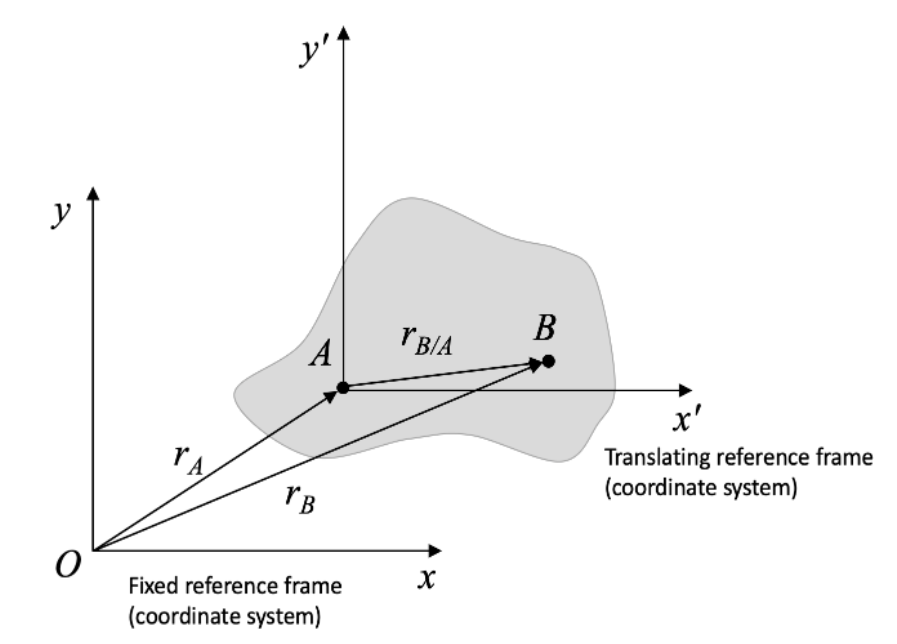 y′
y
B
r_{B/A}
A
x′
r_A
Translating reference frame
(coordinate system)
r_B
O
x
Fixed reference frame
(coordinate system)